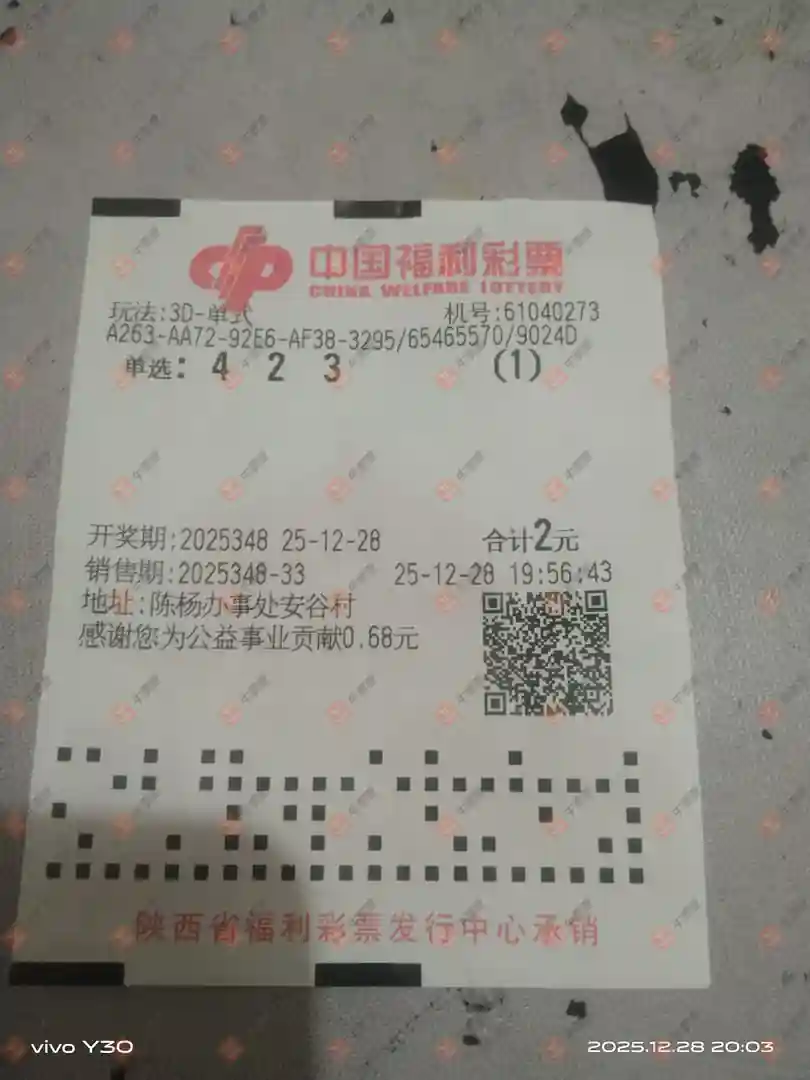 中国福利彩票
CHINA WELFARE LOTTERY
玩法:3D-单式 机号:61040273
A263-AA72-92E6-AF38-3295/65465570/9024D
单选: 4 2 3 (1)
开奖期:2025348 25-12-28 合计2元
销售期:2025348-33 25-12-28 19:56:43
地址:陈杨办事处安谷村
感谢您为公益事业贡献0.68元
陕西省福利彩票发行中心承销
vivo Y30 2025.12.28 20:03